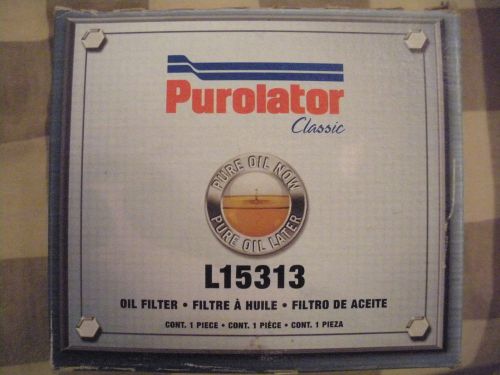 Purolator
Classic
PURE OIL NOW
PURE OIL LATER
L15313
OIL FILTER • FILTRE À HUILE • FILTRO DE ACEITE
CONT. 1 PIECE • CONT. 1 PIÈCE • CONT. 1 PIEZA